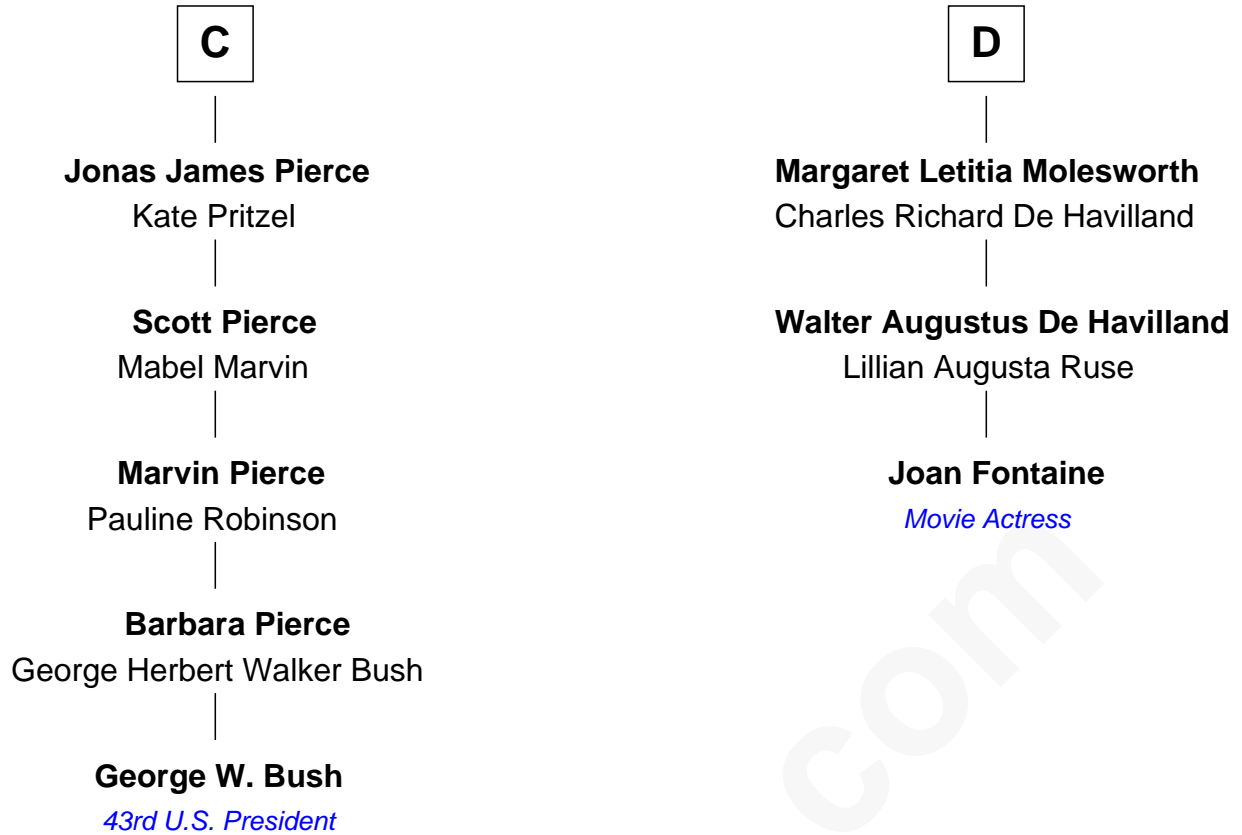 C
Jonas James Pierce
Kate Pritzel
Scott Pierce
Mabel Marvin
Marvin Pierce
Pauline Robinson
Barbara Pierce
George Herbert Walker Bush
George W. Bush
43rd U.S. President
D
Margaret Letitia Molesworth
Charles Richard De Havilland
Walter Augustus De Havilland
Lillian Augusta Ruse
Joan Fontaine
Movie Actress
com